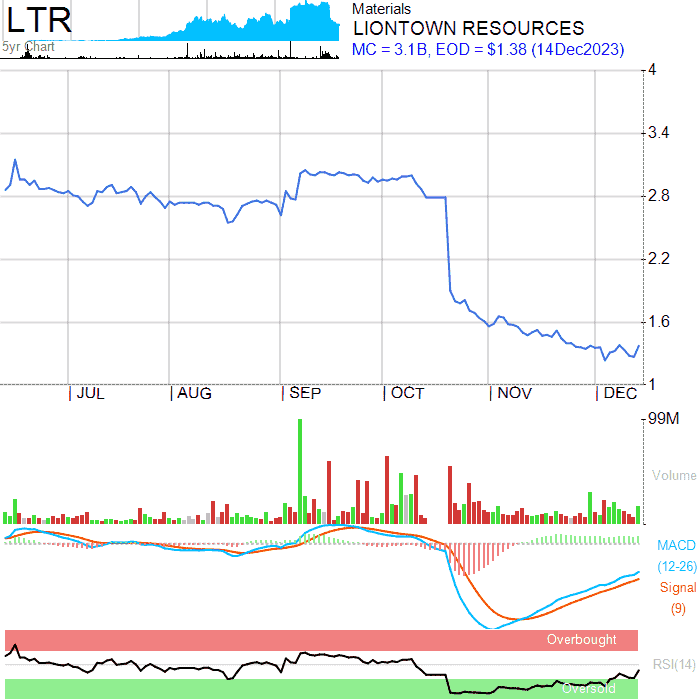 LTR
5yr Chart
Materials
LIONTOWN RESOURCES
MC = 3.1B, EOD = $1.38 (14Dec2023)
4
3.4
2.8
2.2
1.6
1
JUL
AUG
SEP
OCT
NOV
DEC
99M
Volume
MACD
(12-26)
Signal
(9)
Overbought
RSI(14)
Oversold